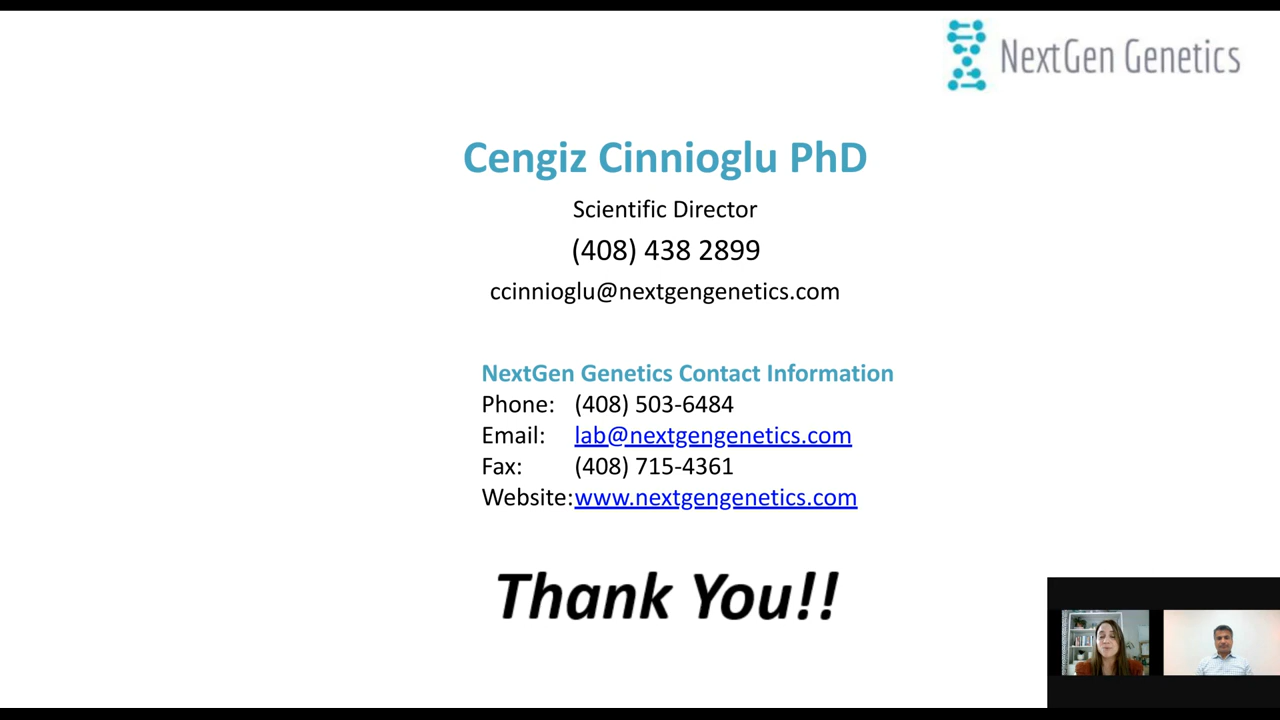 NextGen Genetics
Cengiz Cinnioglu PhD
Scientific Director
(408) 438 2899
ccinnioglu@nextgengenetics.com
NextGen Genetics Contact Information
Phone: (408) 503-6484
Email: lab@nextgengenetics.com
Fax: (408) 715-4361
Website:www.nextgengenetics.com
Thank You!!